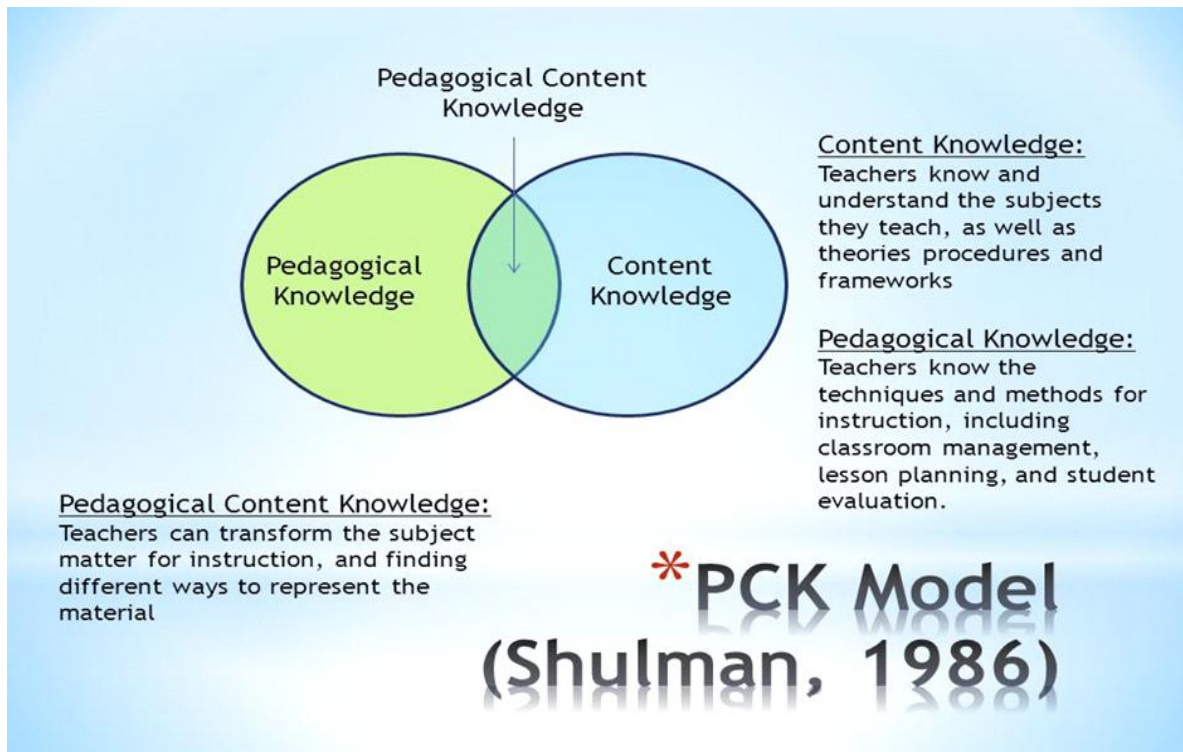 Pedagogical Content
Knowledge
Pedagogical
Knowledge
Content
Knowledge
Content Knowledge:
Teachers know and
understand the subjects
they teach, as well as
theories procedures and
frameworks
Pedagogical Knowledge:
Teachers know the
techniques and methods for
instruction, including
classroom management,
lesson planning, and student
evaluation.
Pedagogical Content Knowledge:
Teachers can transform the subject
matter for instruction, and finding
different ways to represent the
material
*PCK Model
(Shulman, 1986)